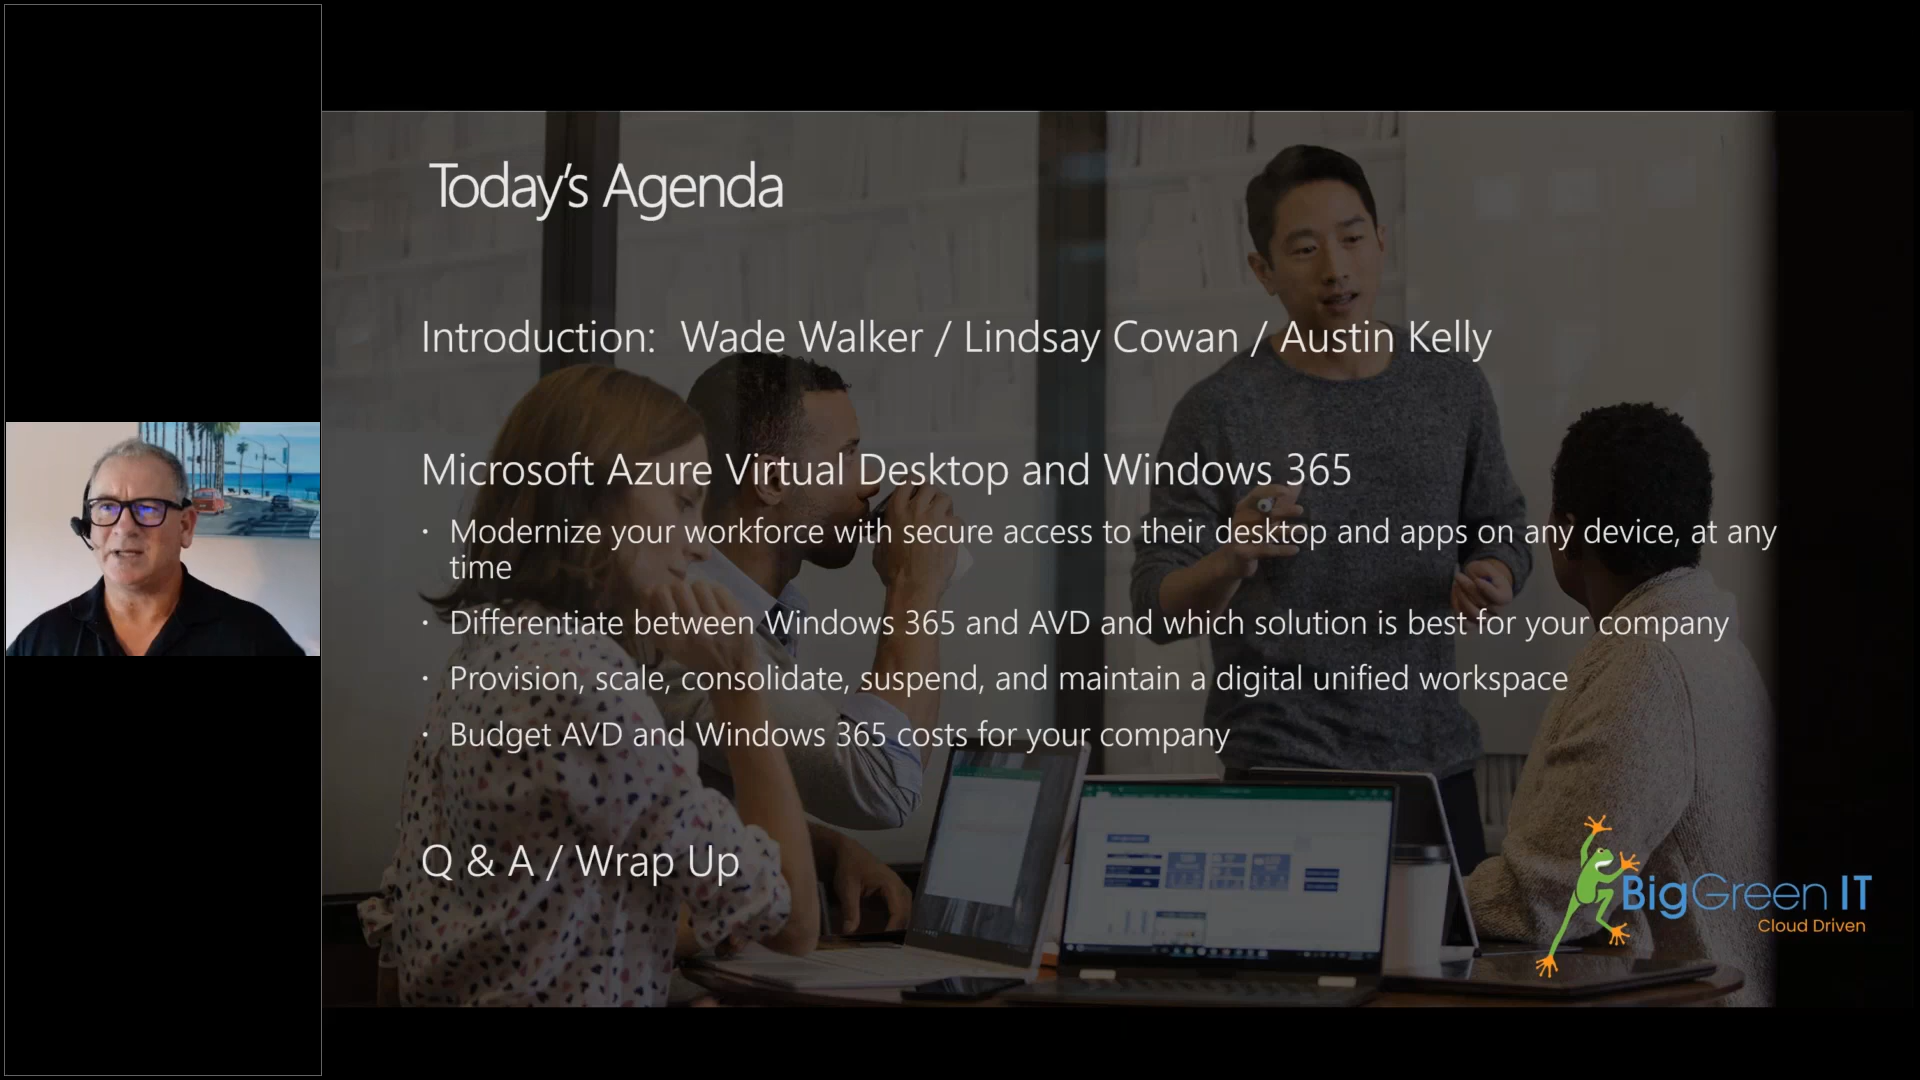 Today's Agenda
Introduction:  Wade Walker / Lindsay Cowan / Austin Kelly
Microsoft Azure Virtual Desktop and Windows 365
· Modernize your workforce with secure access to their desktop and apps on any device, at any
time
· Differentiate between Windows 365 and AVD and which solution is best for your company
· Provision, scale, consolidate, suspend, and maintain a digital unified workspace
· Budget AVD and Windows 365 costs for your company
Q & A / Wrap Up
BigGreen IT
Cloud Driven